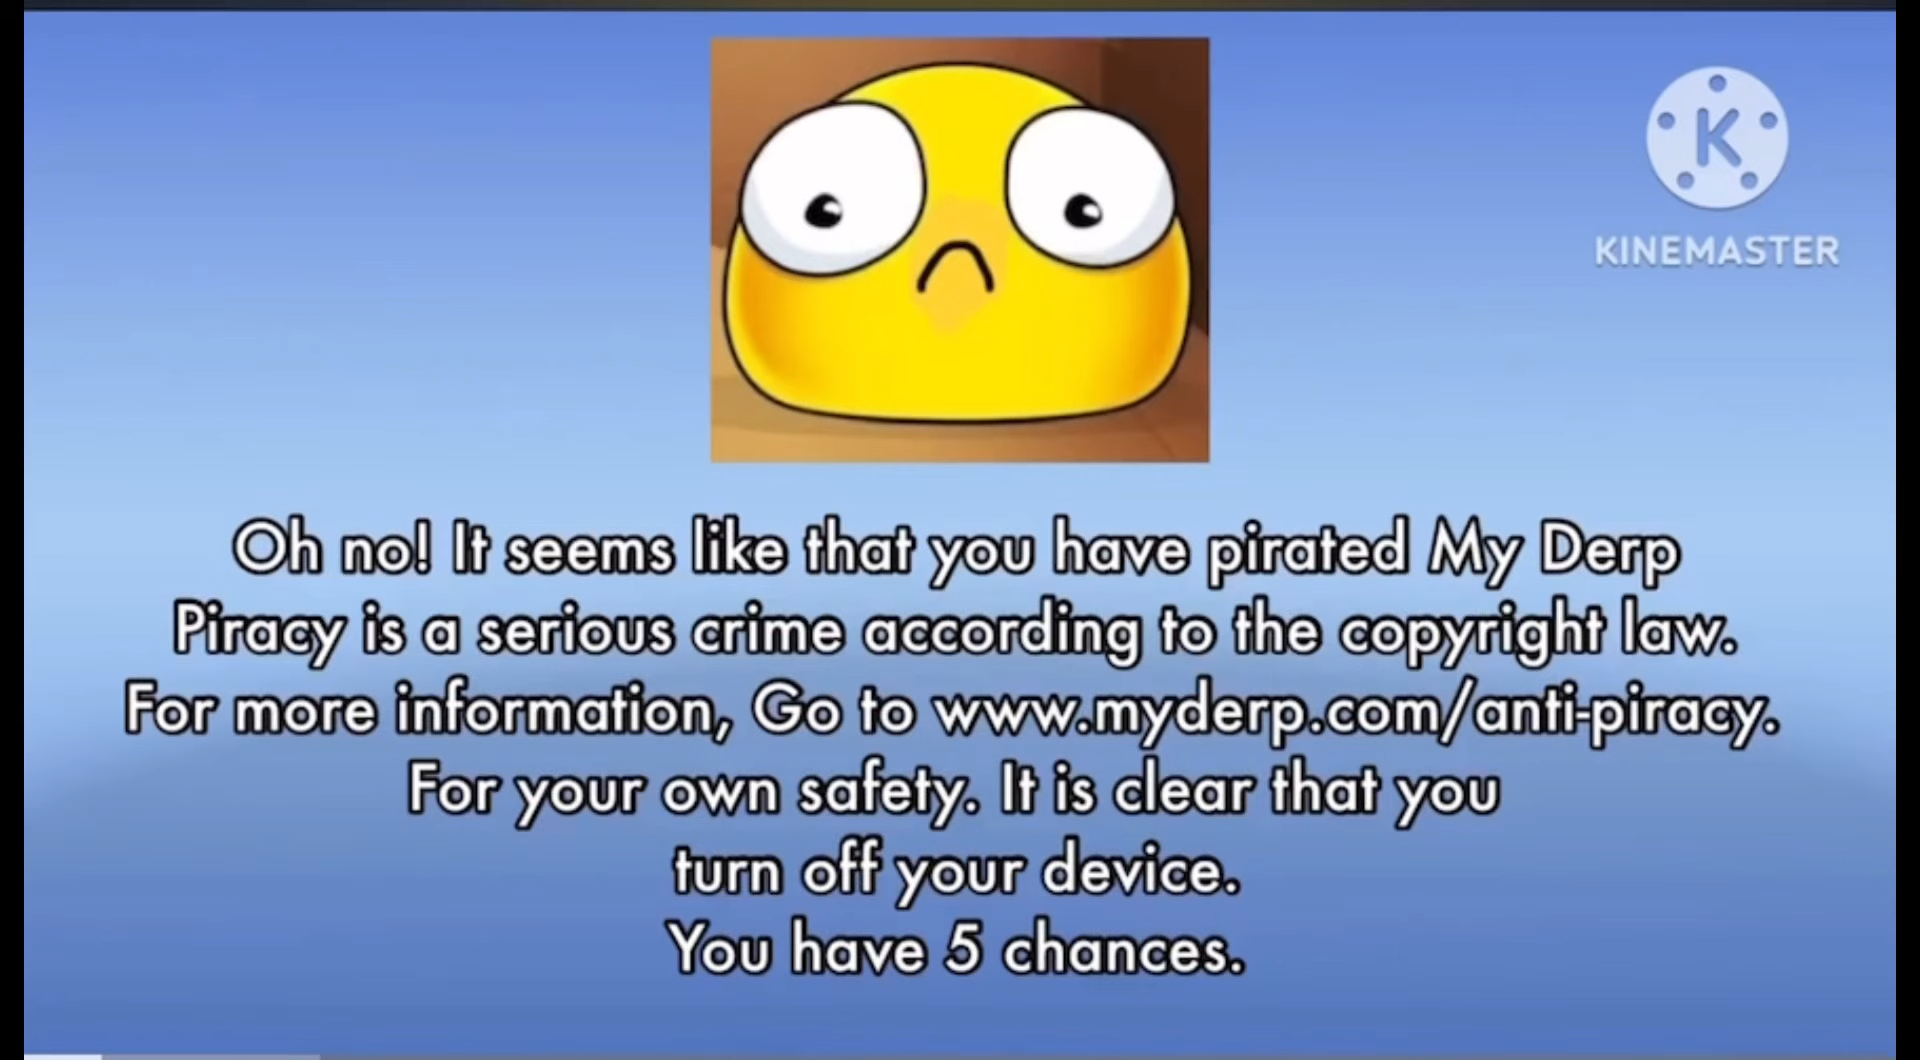 K
KINEMASTER
Oh no! It seems like that you have pirated My Derp
Piracy is a serious crime according to the copyright law.
For more information, Go to www.myderp.com/anti-piracy.
For your own safety. It is clear that you
turn off your device.
You have 5 chances.